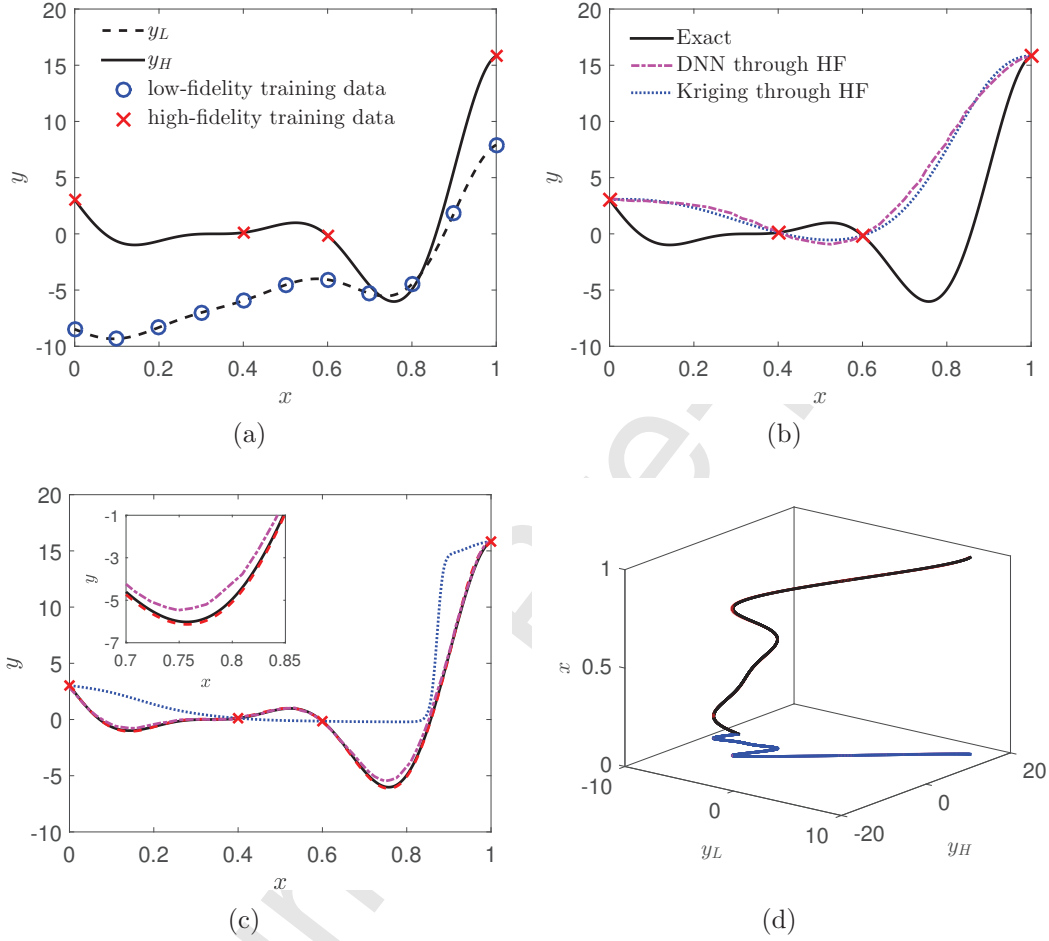 20
15
10
5
0
-5
-10
y
y_L
y_H
low-fidelity training data
high-fidelity training data
0 0.2 0.4 0.6 0.8 1
x
(a)
20
15
10
5
0
-5
-10
y
Exact
DNN through HF
Kriging through HF
0 0.2 0.4 0.6 0.8 1
x
(b)
20
15
10
5
0
-5
-10
y
-1
-3
-5
-7
y
0.7 0.75 0.8 0.85
x
0 0.2 0.4 0.6 0.8 1
x
(c)
1
0.5
0
x
-10
0
10
y_L
-20
0
20
y_H
(d)